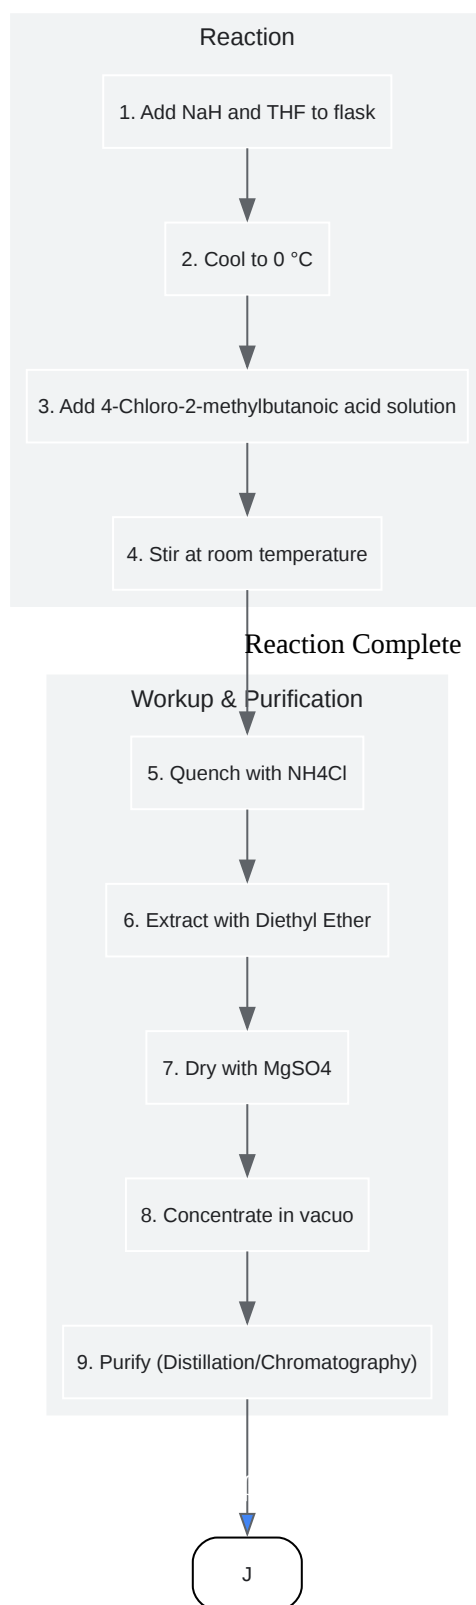 Reaction
1. Add NaH and THF to flask
2. Cool to 0 °C
3. Add 4-Chloro-2-methylbutanoic acid solution
4. Stir at room temperature
Reaction Complete
Workup & Purification
5. Quench with NH4Cl
6. Extract with Diethyl Ether
7. Dry with MgSO4
8. Concentrate in vacuo
9. Purify (Distillation/Chromatography)
J